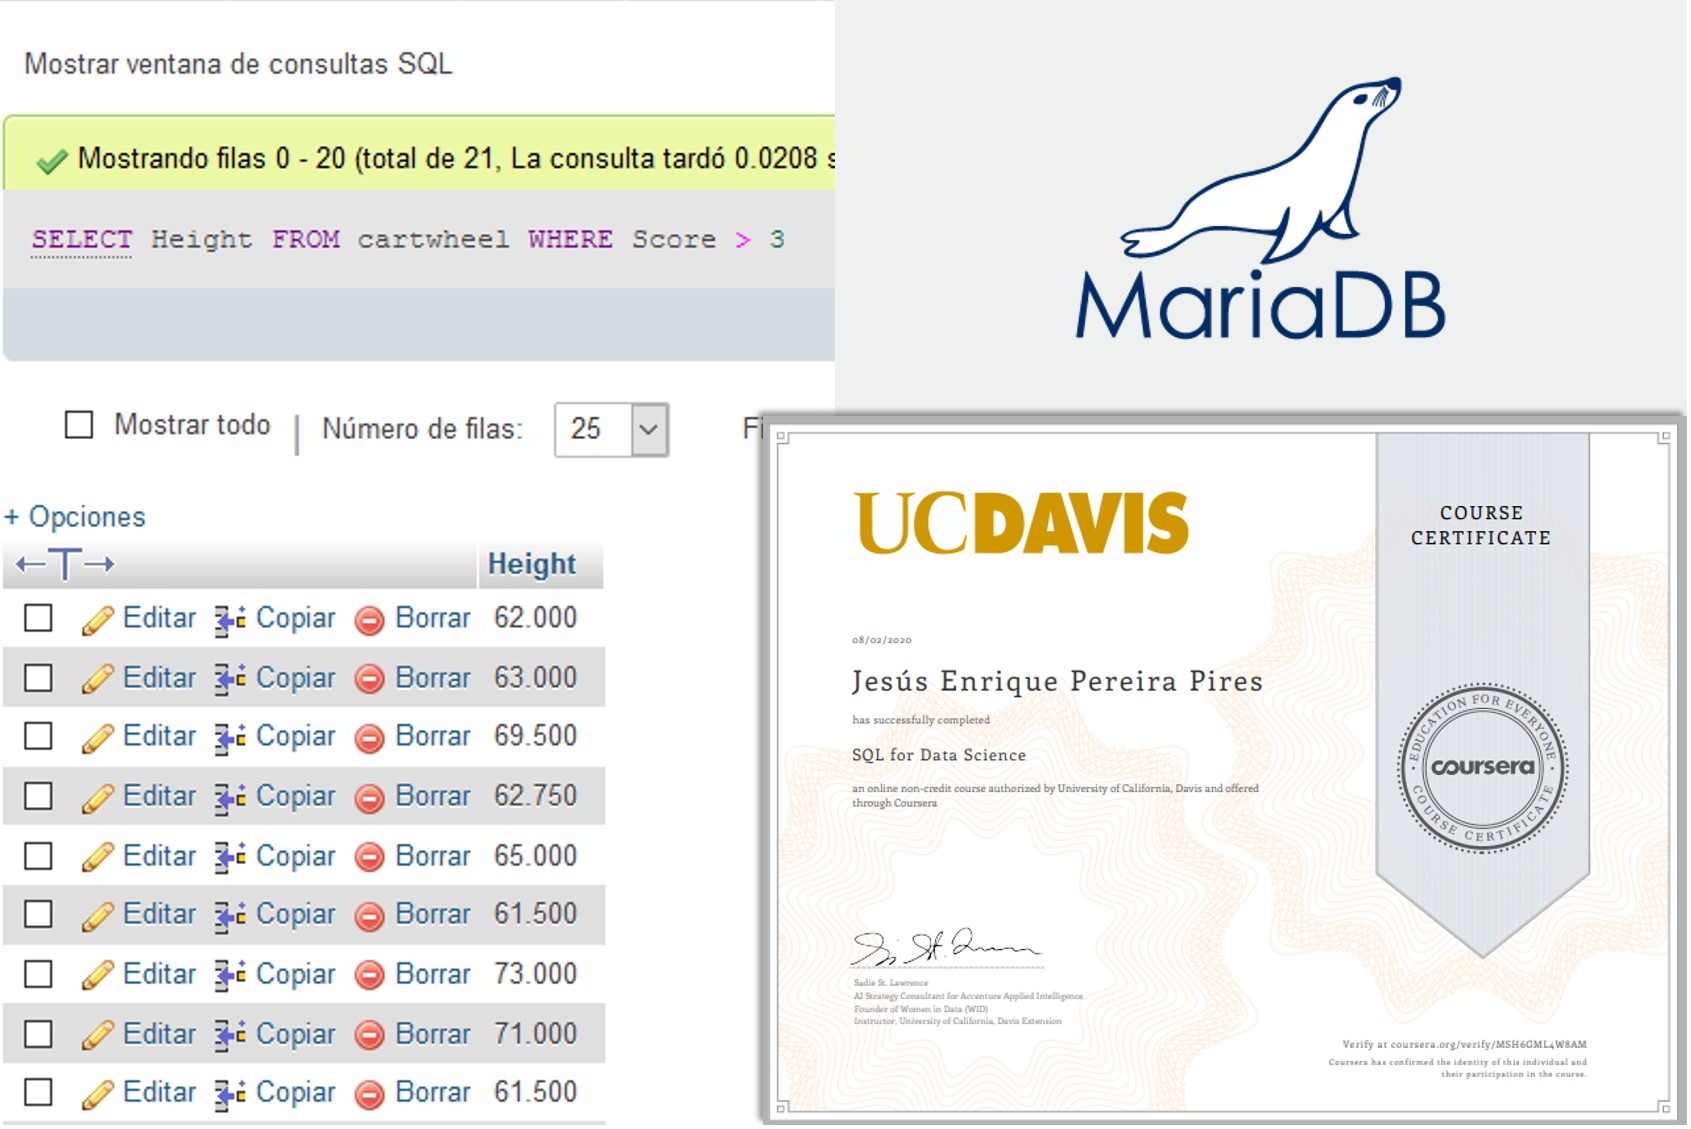 Mostrar ventana de consultas SQL
Mostrando filas 0 - 20 (total de 21, La consulta tardó 0.0208 s
SELECT Height FROM cartwheel WHERE Score > 3
Mostrar todo | Número de filas: 25 Fi
+ Opciones
←T→ Height
Editar Copiar Borrar 62.000
Editar Copiar Borrar 63.000
Editar Copiar Borrar 69.500
Editar Copiar Borrar 62.750
Editar Copiar Borrar 65.000
Editar Copiar Borrar 61.500
Editar Copiar Borrar 73.000
Editar Copiar Borrar 71.000
Editar Copiar Borrar 61.500
MariaDB
UCDAVIS
08/02/2020
Jesús Enrique Pereira Pires
has successfully completed
SQL for Data Science
an online non-credit course authorized by University of California, Davis and offered
through Coursera
Sadie St. Lawrence
AI Strategy Consultant for Accenture Applied Intelligence
Founder of Women in Data (WID)
Instructor, University of California, Davis Extension
COURSE
CERTIFICATE
EDUCATION FOR EVERYONE
coursera
COURSE CERTIFICATE
Verify at coursera.org/verify/MSH6GML4W8AM
Coursera has confirmed the identity of this individual and
their participation in the course.